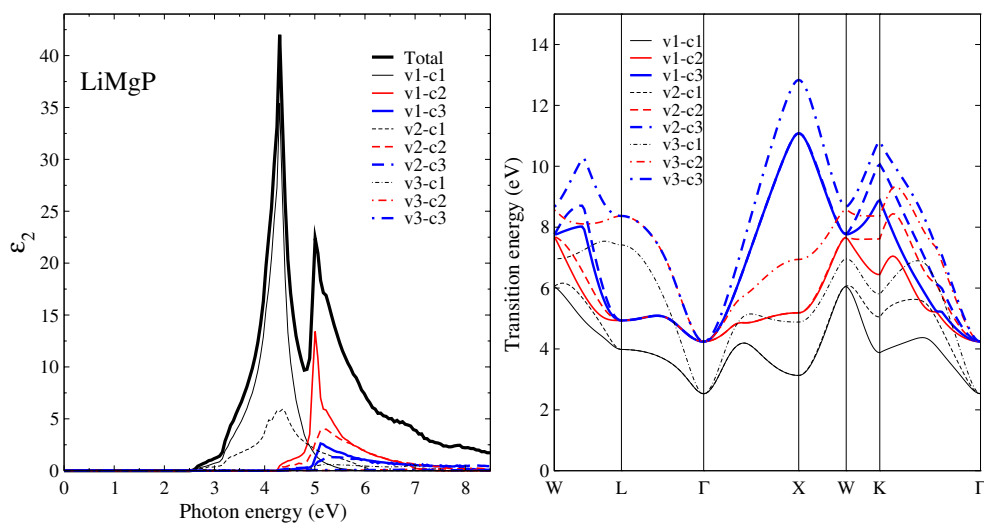 LiMgP
Total
v1-c1
v1-c2
v1-c3
v2-c1
v2-c2
v2-c3
v3-c1
v3-c2
v3-c3
ε2
40
35
30
25
20
15
10
5
0
0 1 2 3 4 5 6 7 8
Photon energy (eV)
v1-c1
v1-c2
v1-c3
v2-c1
v2-c2
v2-c3
v3-c1
v3-c2
v3-c3
Transition energy (eV)
14
12
10
8
6
4
2
0
W L Γ X W K Γ